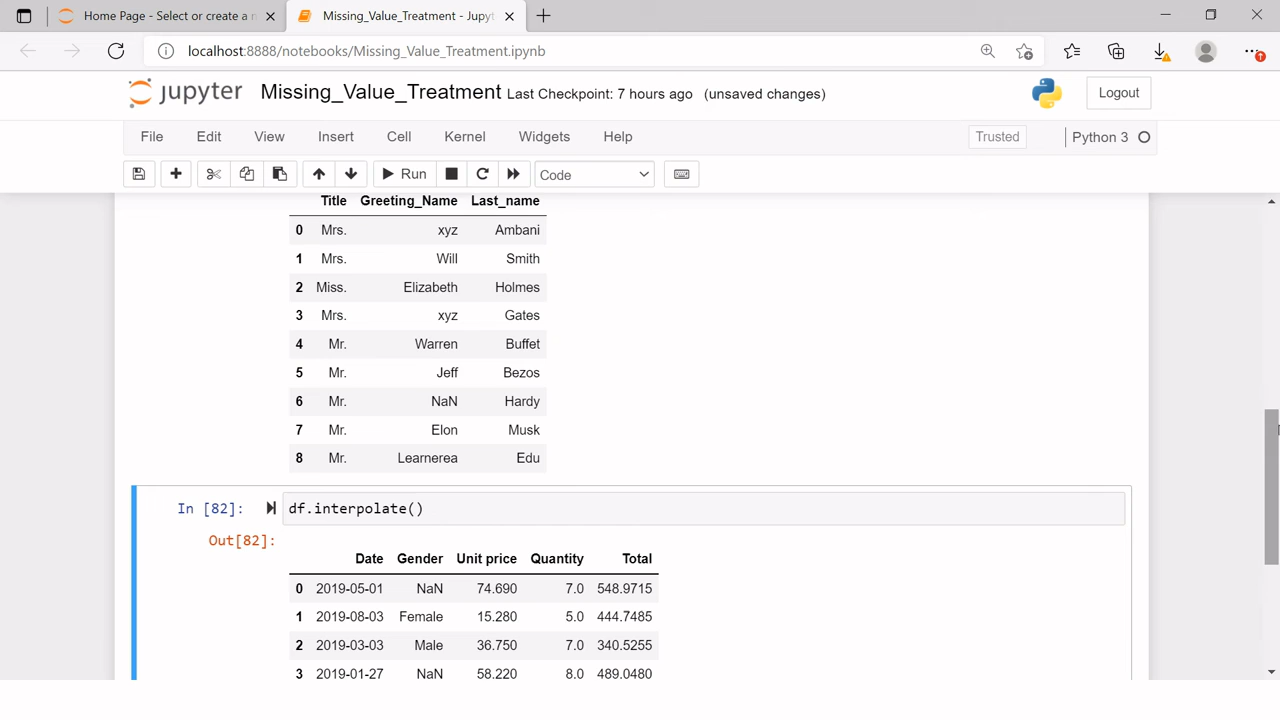 Home Page - Select or create a n
Missing_Value_Treatment - Jupyt
localhost:8888/notebooks/Missing_Value_Treatment.ipynb
jupyter Missing_Value_Treatment Last Checkpoint: 7 hours ago (unsaved changes)
Logout
File Edit View Insert Cell Kernel Widgets Help
Trusted Python 3
Run Code
Title Greeting_Name Last_name
0 Mrs. xyz Ambani
1 Mrs. Will Smith
2 Miss. Elizabeth Holmes
3 Mrs. xyz Gates
4 Mr. Warren Buffet
5 Mr. Jeff Bezos
6 Mr. NaN Hardy
7 Mr. Elon Musk
8 Mr. Learnerea Edu
In [82]: df.interpolate()
Out[82]:
Date Gender Unit price Quantity Total
0 2019-05-01 NaN 74.690 7.0 548.9715
1 2019-08-03 Female 15.280 5.0 444.7485
2 2019-03-03 Male 36.750 7.0 340.5255
3 2019-01-27 NaN 58.220 8.0 489.0480